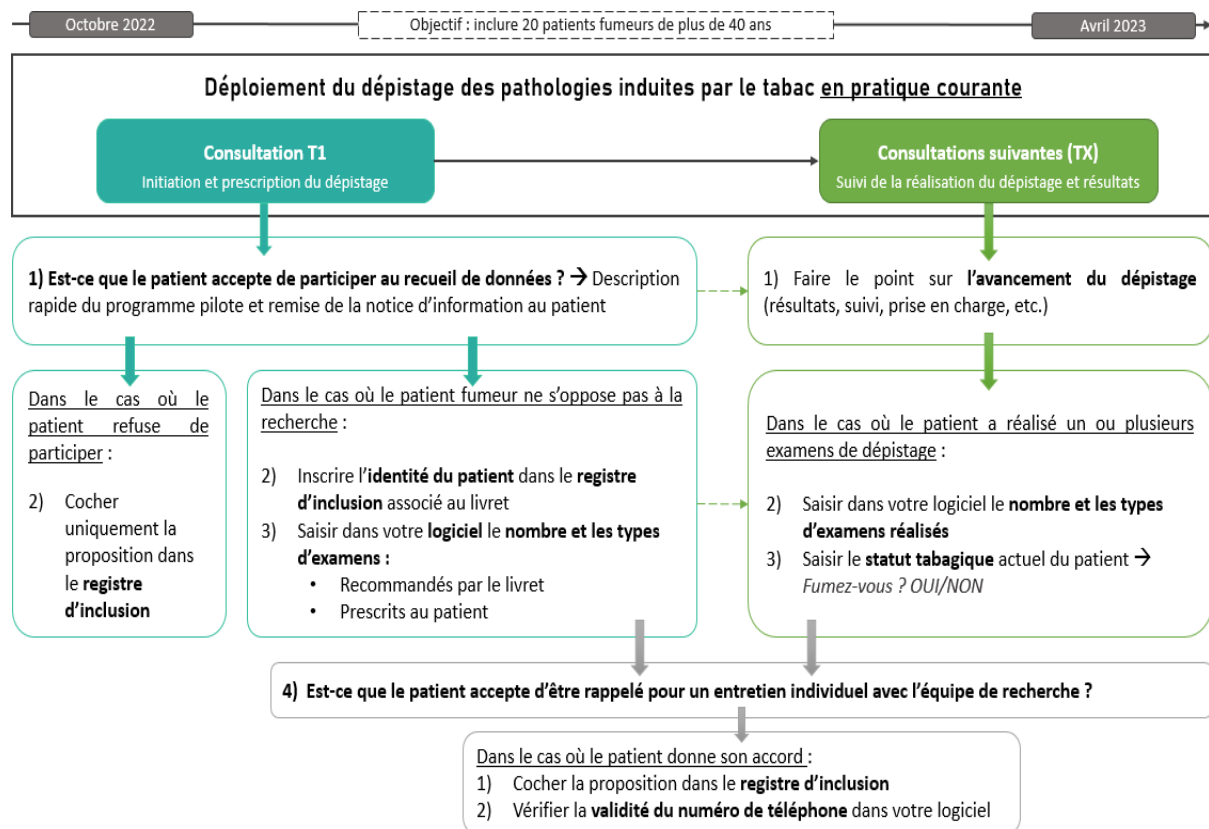 Octobre 2022
Objectif : inclure 20 patients fumeurs de plus de 40 ans
Avril 2023
Déploiement du dépistage des pathologies induites par le tabac en pratique courante
Consultation T1
Initiation et prescription du dépistage
Consultations suivantes (TX)
Suivi de la réalisation du dépistage et résultats
1) Est-ce que le patient accepte de participer au recueil de données ? → Description
rapide du programme pilote et remise de la notice d'information au patient
1) Faire le point sur l'avancement du dépistage
(résultats, suivi, prise en charge, etc.)
Dans le cas où le
patient refuse de
participer :
2) Cocher
uniquement la
proposition dans
le registre
d'inclusion
Dans le cas où le patient fumeur ne s'oppose pas à la
recherche :
2) Inscrire l'identité du patient dans le registre
d'inclusion associé au livret
3) Saisir dans votre logiciel le nombre et les types
d'examens :
• Recommandés par le livret
• Prescrits au patient
Dans le cas où le patient a réalisé un ou plusieurs
examens de dépistage :
2) Saisir dans votre logiciel le nombre et les types
d'examens réalisés
3) Saisir le statut tabagique actuel du patient →
Fumez-vous ? OUI/NON
4) Est-ce que le patient accepte d'être rappelé pour un entretien individuel avec l'équipe de recherche ?
Dans le cas où le patient donne son accord :
1) Cocher la proposition dans le registre d'inclusion
2) Vérifier la validité du numéro de téléphone dans votre logiciel